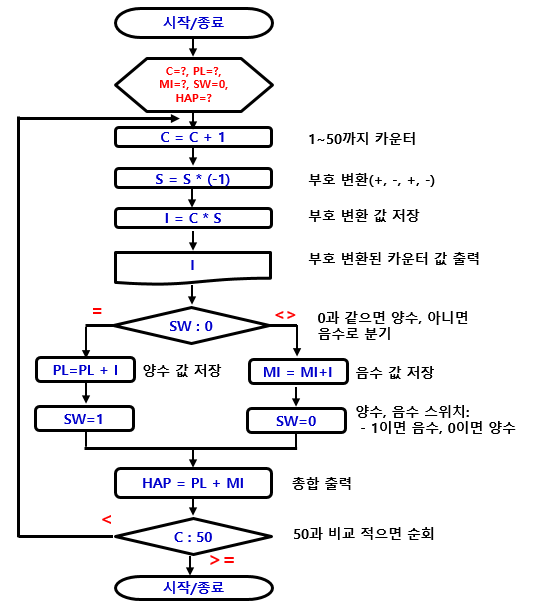 시작/종료
C=?, PL=?,
MI=?, SW=0,
HAP=?
C = C + 1
1~50까지 카운터
S = S * (-1)
부호 변환(+, -, +, -)
I = C * S
부호 변환 값 저장
I
부호 변환된 카운터 값 출력
=
SW : 0
<>
0과 같으면 양수, 아니면
음수로 분기
PL=PL + I
양수 값 저장
MI = MI+I
음수 값 저장
SW=1
SW=0
양수, 음수 스위치:
- 1이면 음수, 0이면 양수
HAP = PL + MI
종합 출력
<
C : 50
50과 비교 적으면 순회
>=
시작/종료